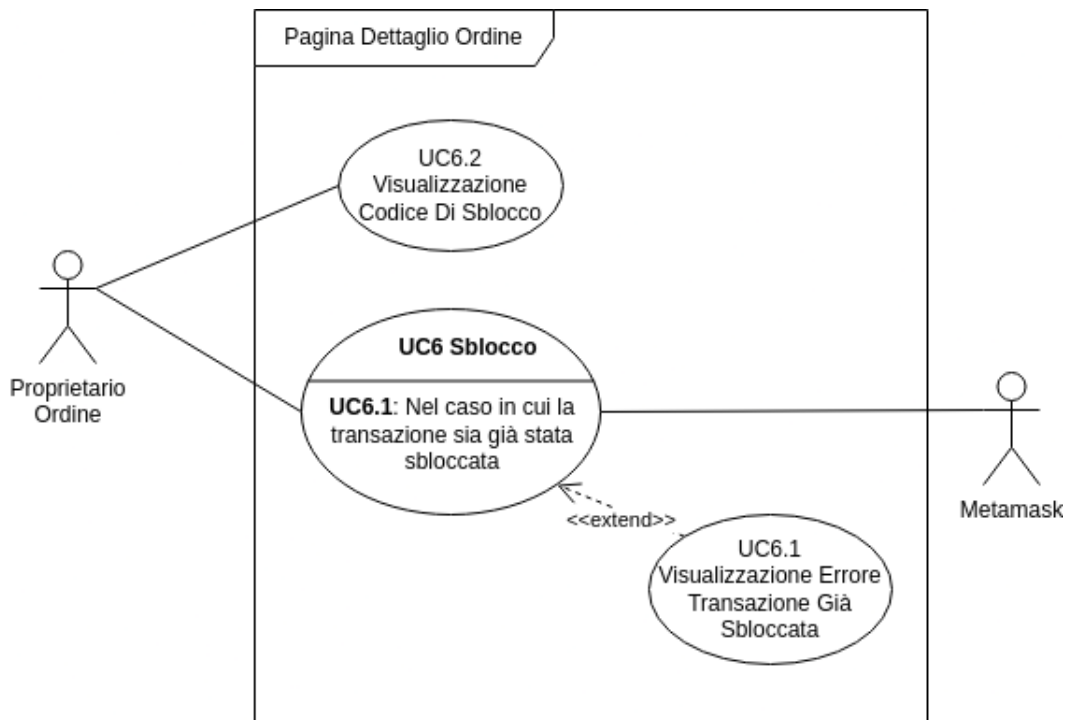 Pagina Dettaglio Ordine
UC6.2
Visualizzazione
Codice Di Sblocco
Proprietario
Ordine
UC6 Sblocco
UC6.1: Nel caso in cui la
transazione sia già stata
sbloccata
Metamask
<<extend>>
UC6.1
Visualizzazione Errore
Transazione Già
Sbloccata